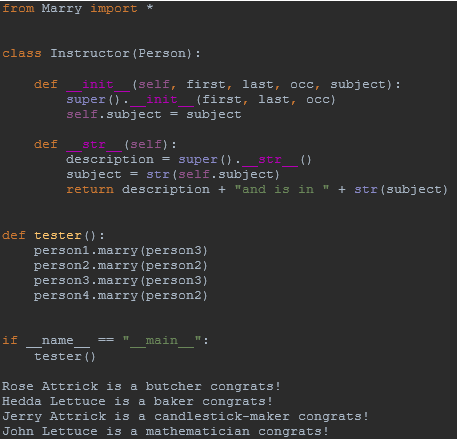 from Marry import *
class Instructor(Person):
def __init__(self, first, last, occ, subject):
super().__init__(first, last, occ)
self.subject = subject
def __str__(self):
description = super().__str__()
subject = str(self.subject)
return description + "and is in " + str(subject)
def tester():
person1.marry(person3)
person2.marry(person2)
person3.marry(person3)
person4.marry(person2)
if __name__ == "__main__":
tester()
Rose Attrick is a butcher congrats!
Hedda Lettuce is a baker congrats!
Jerry Attrick is a candlestick-maker congrats!
John Lettuce is a mathematician congrats!